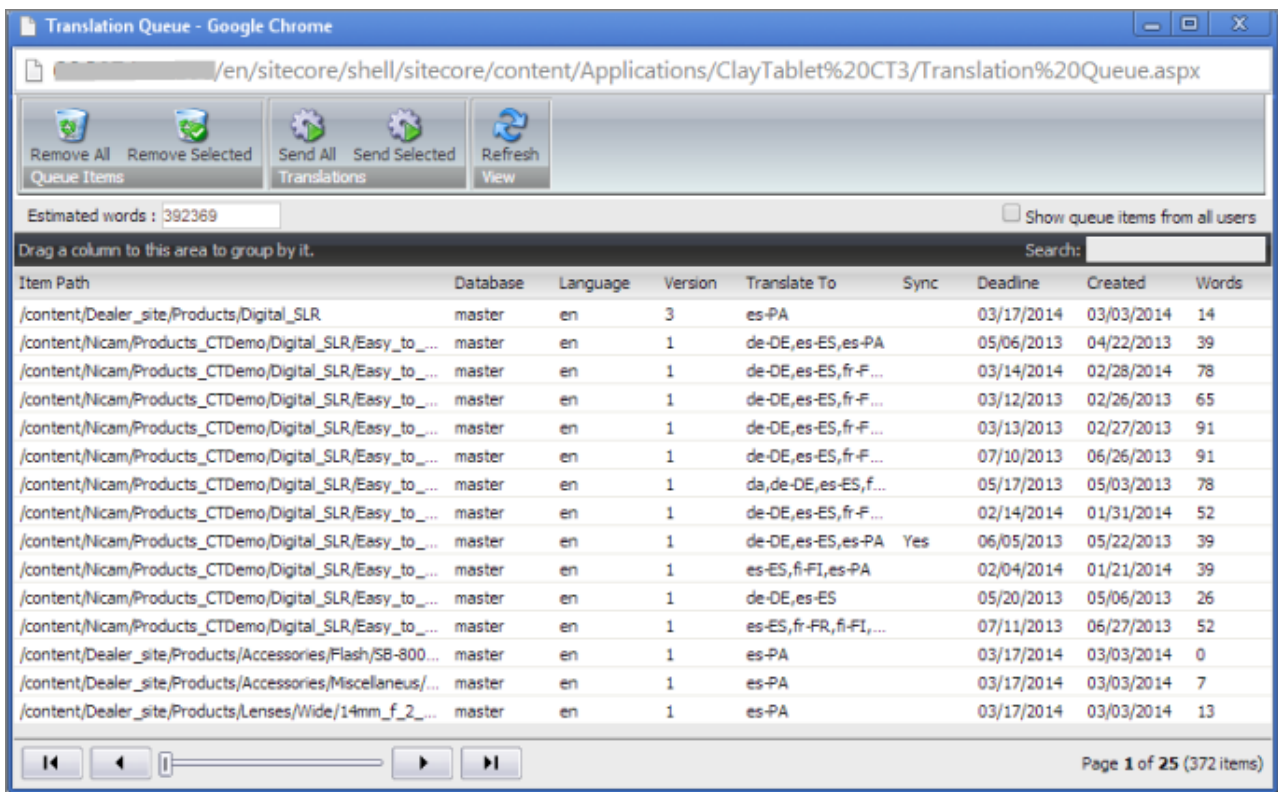 Translation Queue - Google Chrome
/en/sitecore/shell/sitecore/content/Applications/ClayTablet%20CT3/Translation%20Queue.aspx
Remove All Remove Selected Send All Send Selected Refresh
Queue Items Translations View
Estimated words : 392369 Show queue items from all users
Drag a column to this area to group by it. Search:
Item Path Database Language Version Translate To Sync Deadline Created Words
/content/Dealer_site/Products/Digital_SLR master en 3 es-PA 03/17/2014 03/03/2014 14
/content/Nicam/Products_CTDemo/Digital_SLR/Easy_to_... master en 1 de-DE,es-ES,es-PA 05/06/2013 04/22/2013 39
/content/Nicam/Products_CTDemo/Digital_SLR/Easy_to_... master en 1 de-DE,es-ES,fr-F... 03/14/2014 02/28/2014 78
/content/Nicam/Products_CTDemo/Digital_SLR/Easy_to_... master en 1 de-DE,es-ES,fr-F... 03/12/2014 02/26/2013 65
/content/Nicam/Products_CTDemo/Digital_SLR/Easy_to_... master en 1 de-DE,es-ES,fr-F... 03/13/2014 02/27/2013 91
/content/Nicam/Products_CTDemo/Digital_SLR/Easy_to_... master en 1 de-DE,es-ES,fr-F... 07/10/2013 06/26/2013 91
/content/Nicam/Products_CTDemo/Digital_SLR/Easy_to_... master en 1 da,de-DE,es-ES,f... 05/17/2013 05/03/2013 78
/content/Nicam/Products_CTDemo/Digital_SLR/Easy_to_... master en 1 de-DE,es-ES,fr-F... 02/14/2014 01/31/2014 52
/content/Nicam/Products_CTDemo/Digital_SLR/Easy_to_... master en 1 de-DE,es-ES,es-PA Yes 06/05/2013 05/22/2013 39
/content/Nicam/Products_CTDemo/Digital_SLR/Easy_to_... master en 1 es-ES,fi-FI,es-PA 02/04/2014 01/21/2014 39
/content/Nicam/Products_CTDemo/Digital_SLR/Easy_to_... master en 1 de-DE,es-ES 05/20/2013 05/06/2013 26
/content/Nicam/Products_CTDemo/Digital_SLR/Easy_to_... master en 1 es-ES,fr-FR,fi-FI,... 07/11/2013 06/27/2013 52
/content/Dealer_site/Products/Accessories/Flash/SB-800... master en 1 es-PA 03/17/2014 03/03/2014 0
/content/Dealer_site/Products/Accessories/Miscellaneus/... master en 1 es-PA 03/17/2014 03/03/2014 7
/content/Dealer_site/Products/Lenses/Wide/14mm_f_2_... master en 1 es-PA 03/17/2014 03/03/2014 13
Page 1 of 25 (372 items)